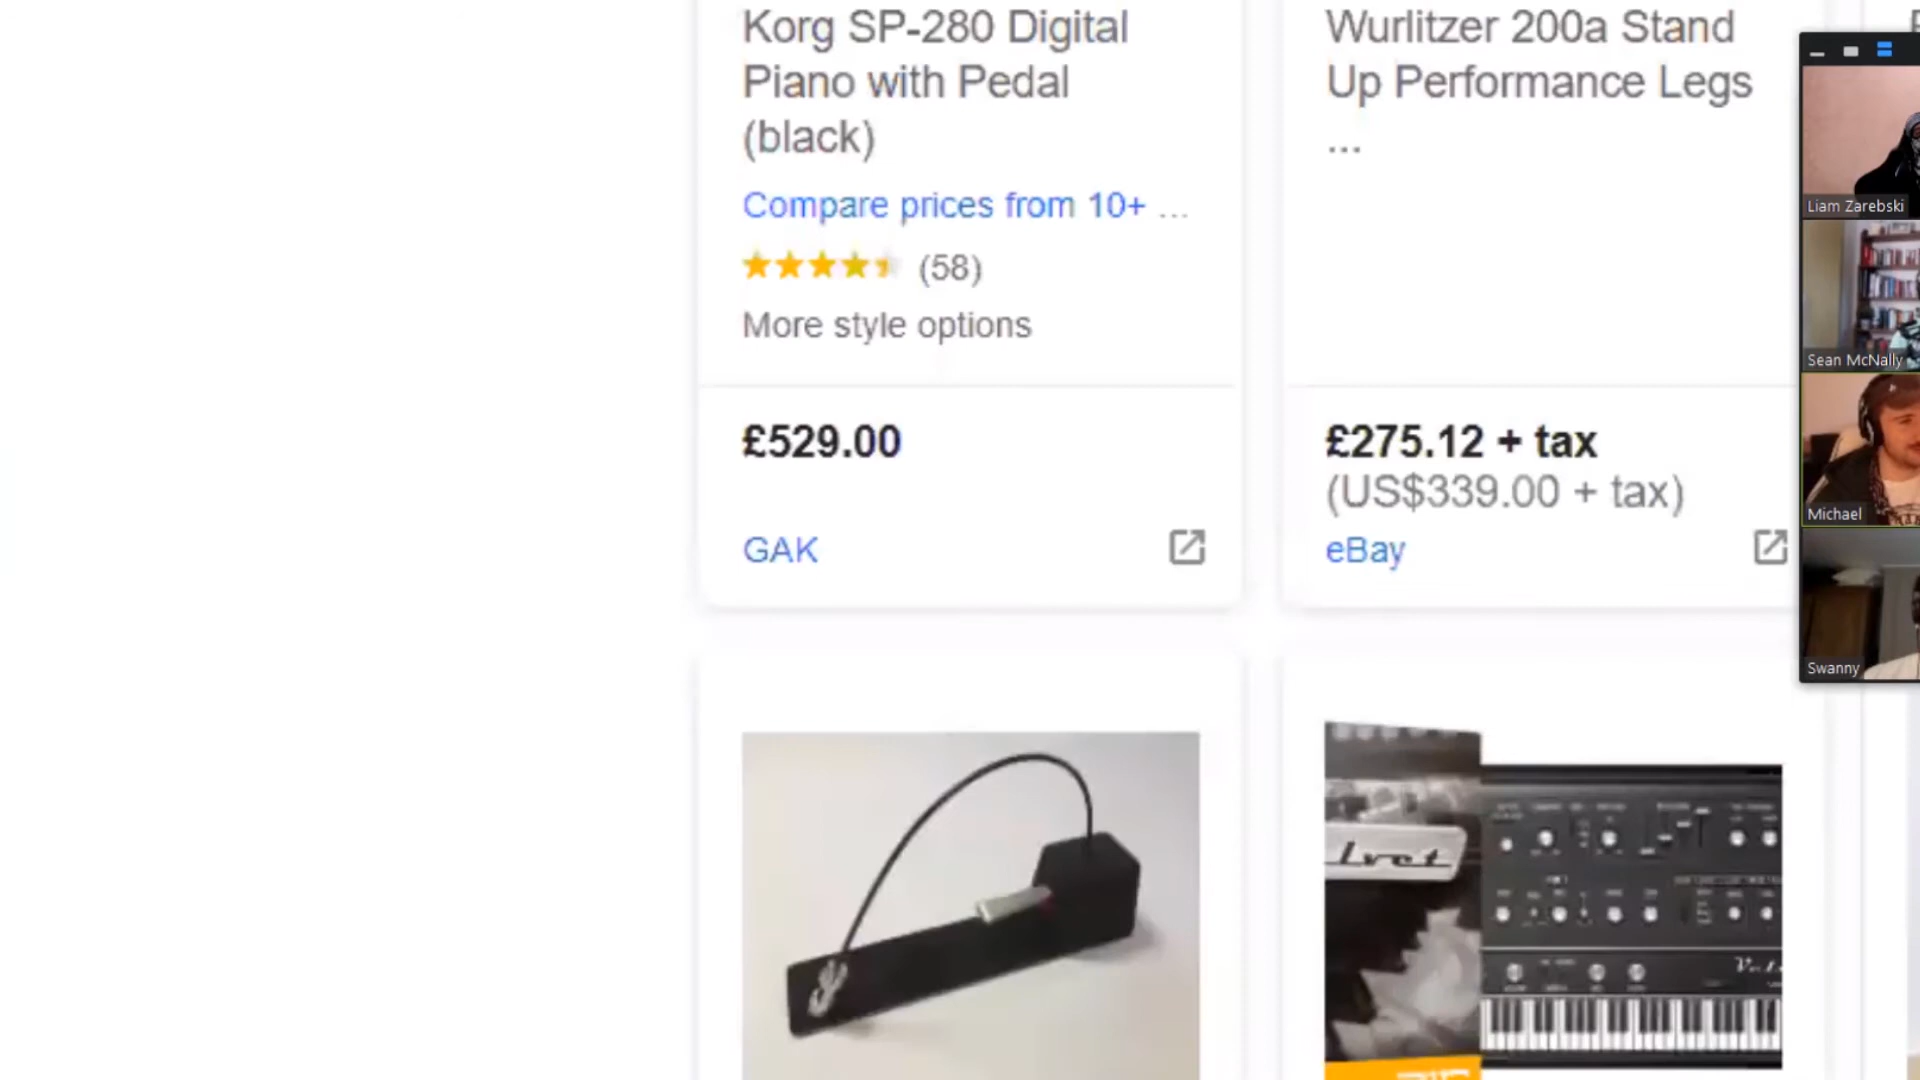 Korg SP-280 Digital
Piano with Pedal
(black)
Compare prices from 10+ ...
(58)
More style options
£529.00
GAK
Wurlitzer 200a Stand
Up Performance Legs
...
£275.12 + tax
(US$339.00 + tax)
eBay
Liam Zarebski
Sean McNally
Michael
Swanny